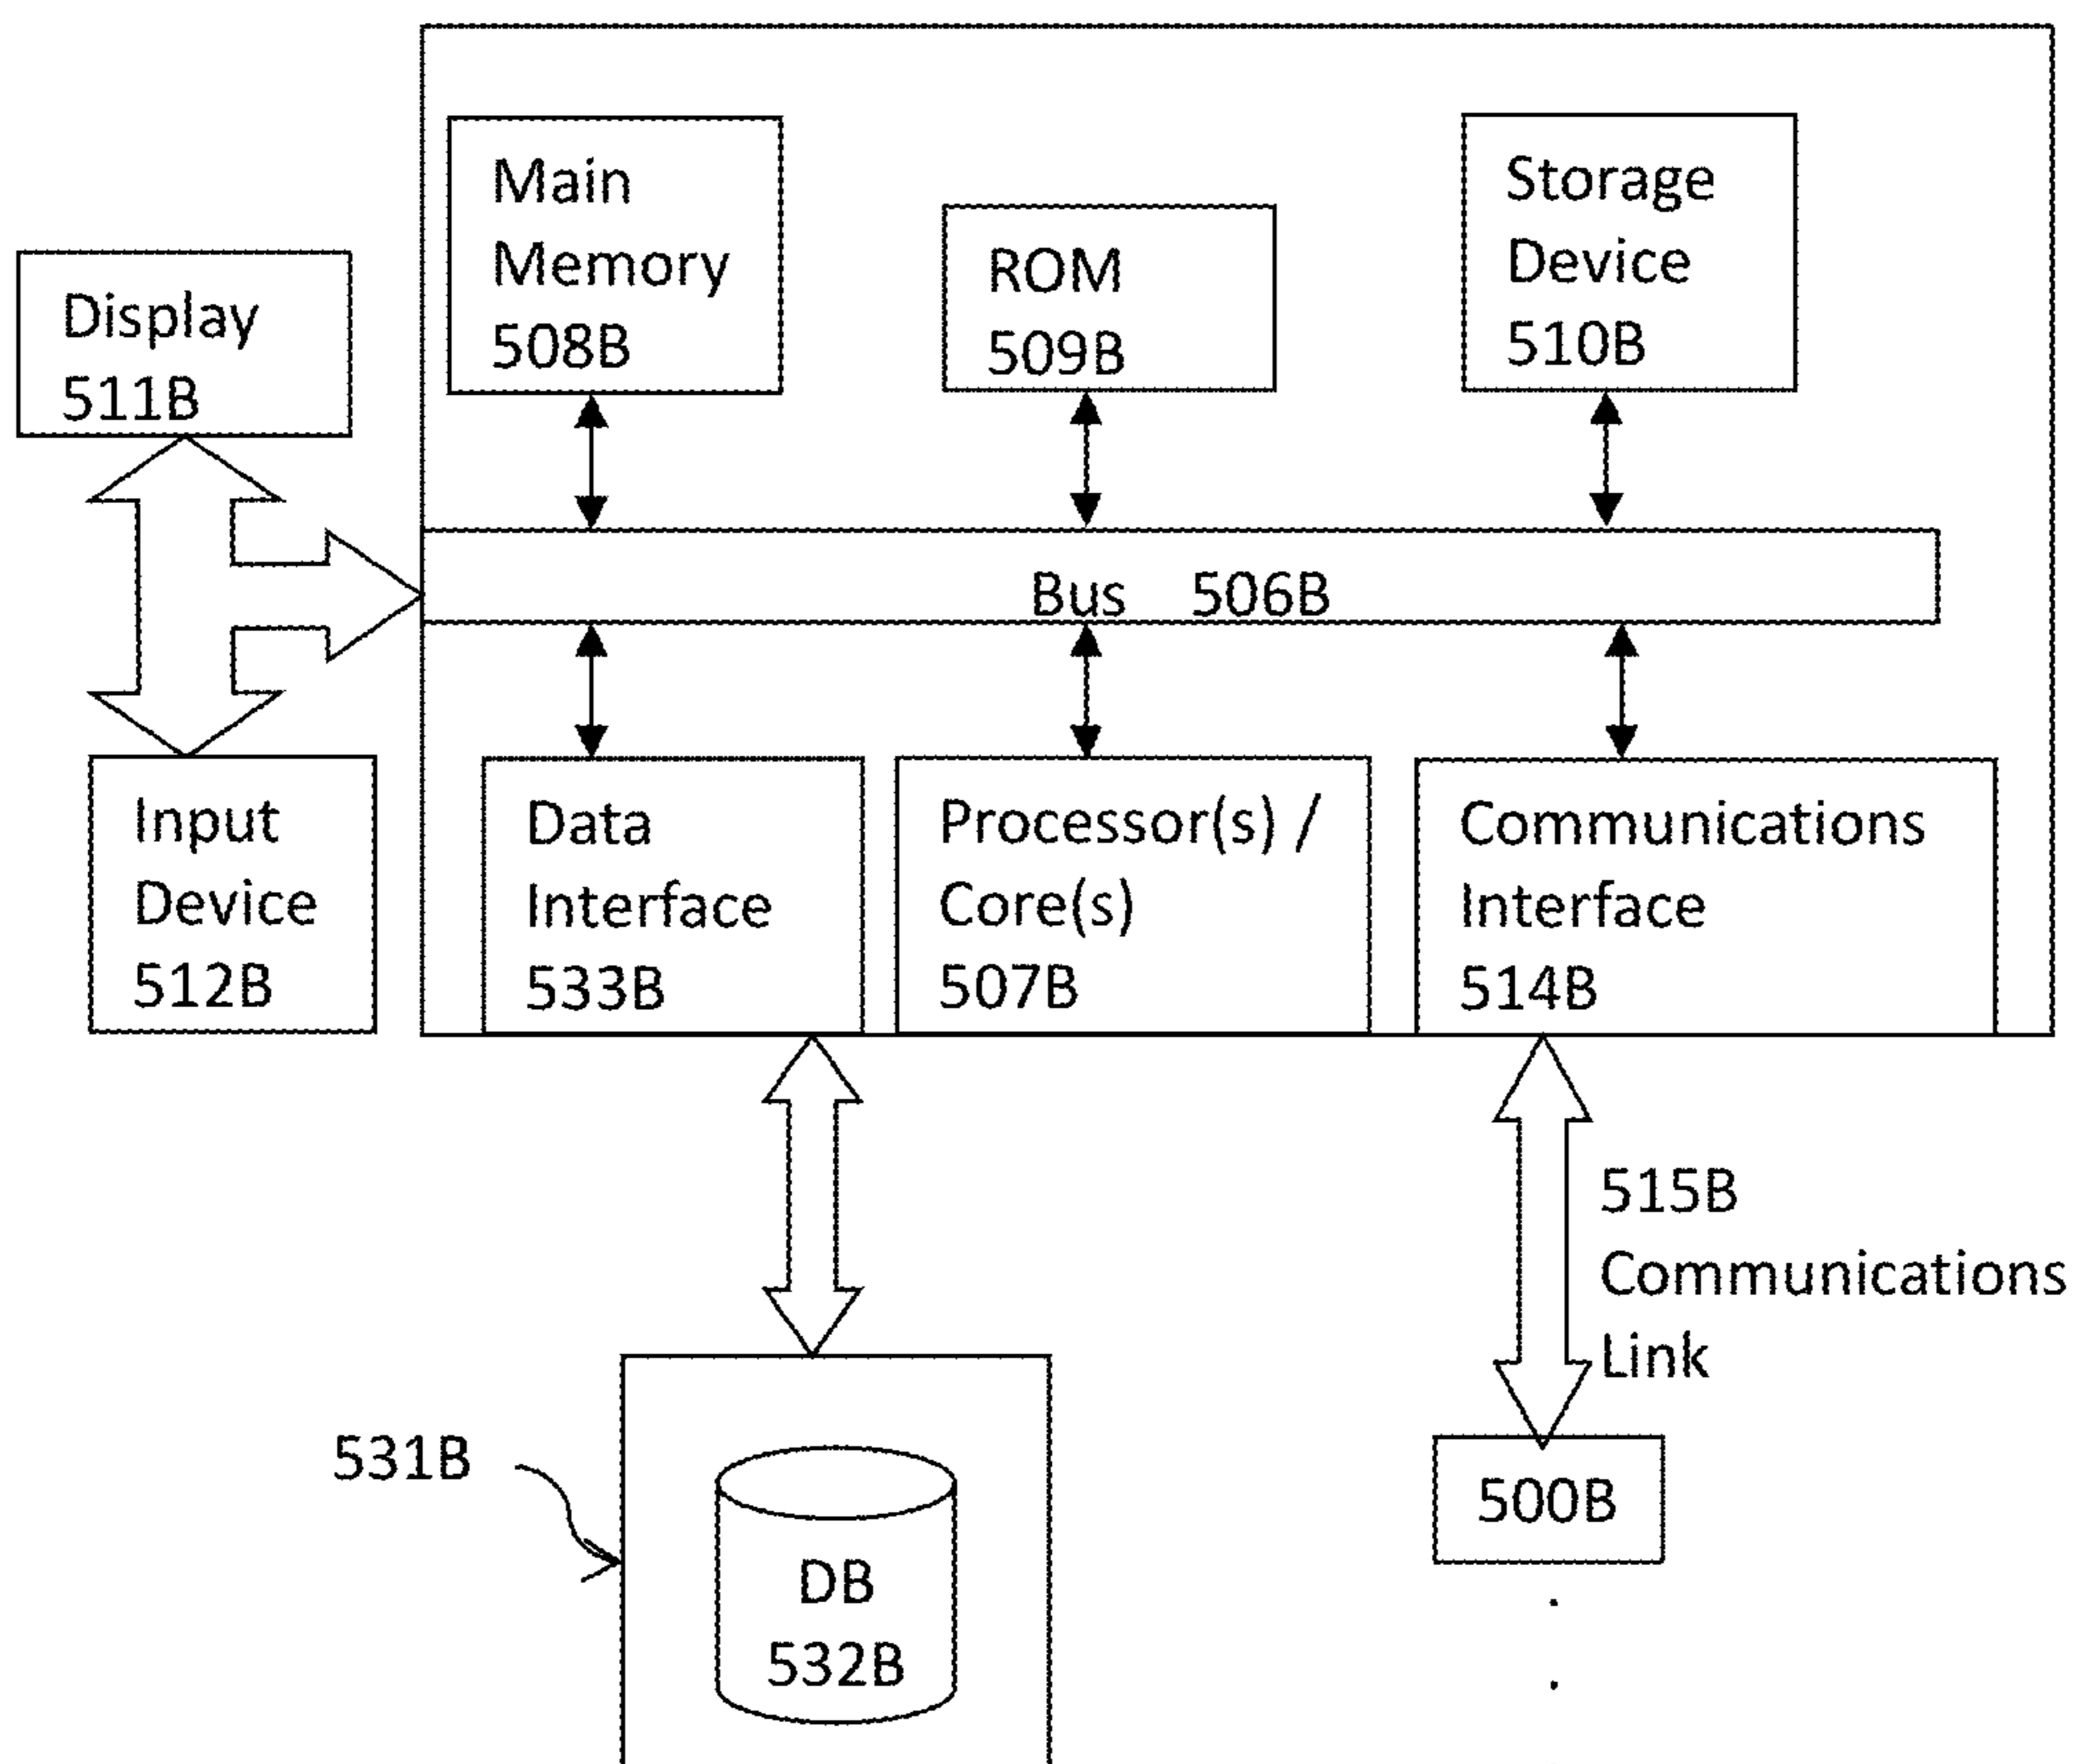 Main
Memory
508B
ROM
509B
Storage
Device
510B
Display
511B
Bus 506B
Input
Device
512B
Data
Interface
533B
Processor(s) /
Core(s)
507B
Communications
Interface
514B
515B
Communications
Link
531B
500B
DB
532B